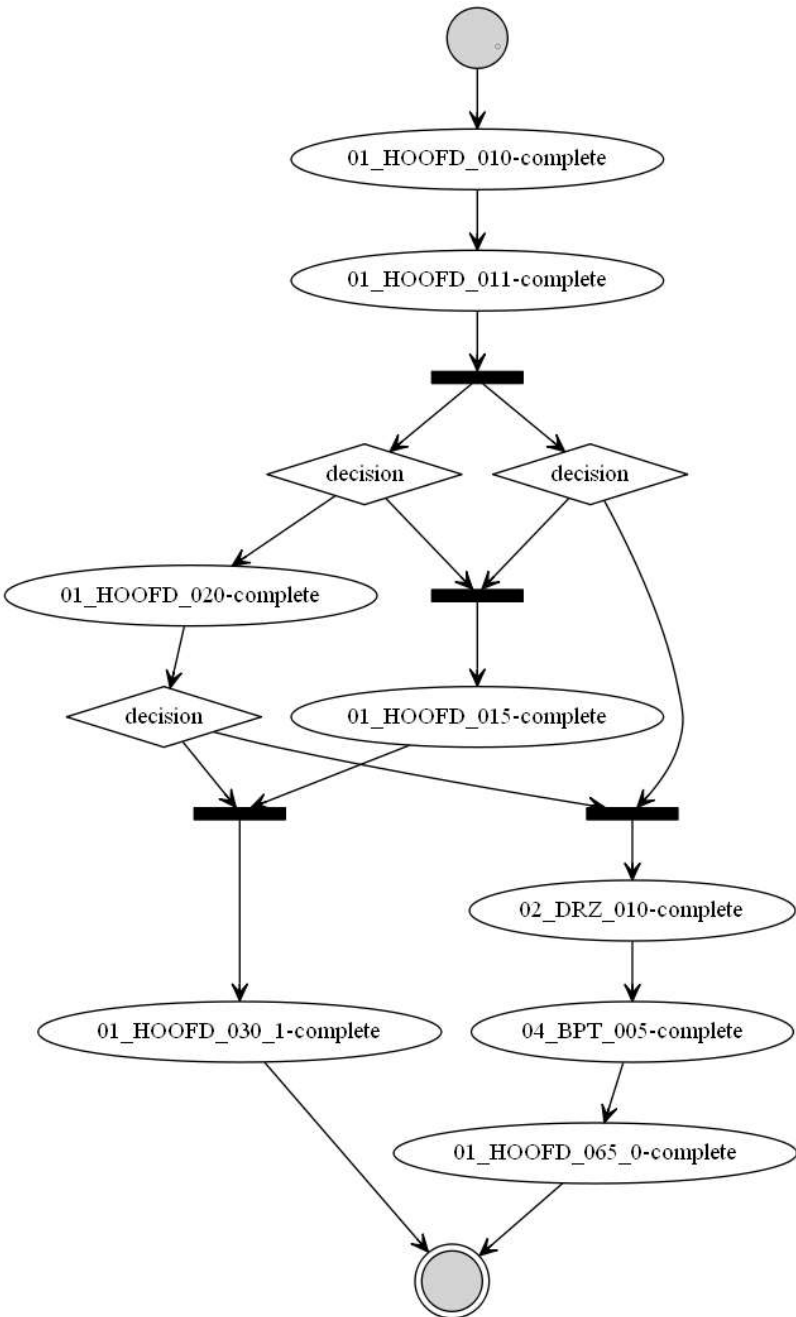 01_HOOFD_010-complete
01_HOOFD_011-complete
decision
decision
01_HOOFD_020-complete
decision
01_HOOFD_015-complete
02_DRZ_010-complete
01_HOOFD_030_1-complete
04_BPT_005-complete
01_HOOFD_065_0-complete